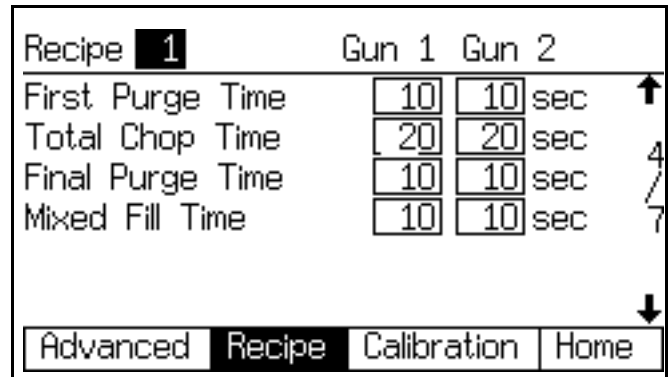 Recipe 1 Gun 1 Gun 2
First Purge Time 10 10 sec
Total Chop Time 20 20 sec
Final Purge Time 10 10 sec
Mixed Fill Time 10 10 sec
4/7
Advanced Recipe Calibration Home